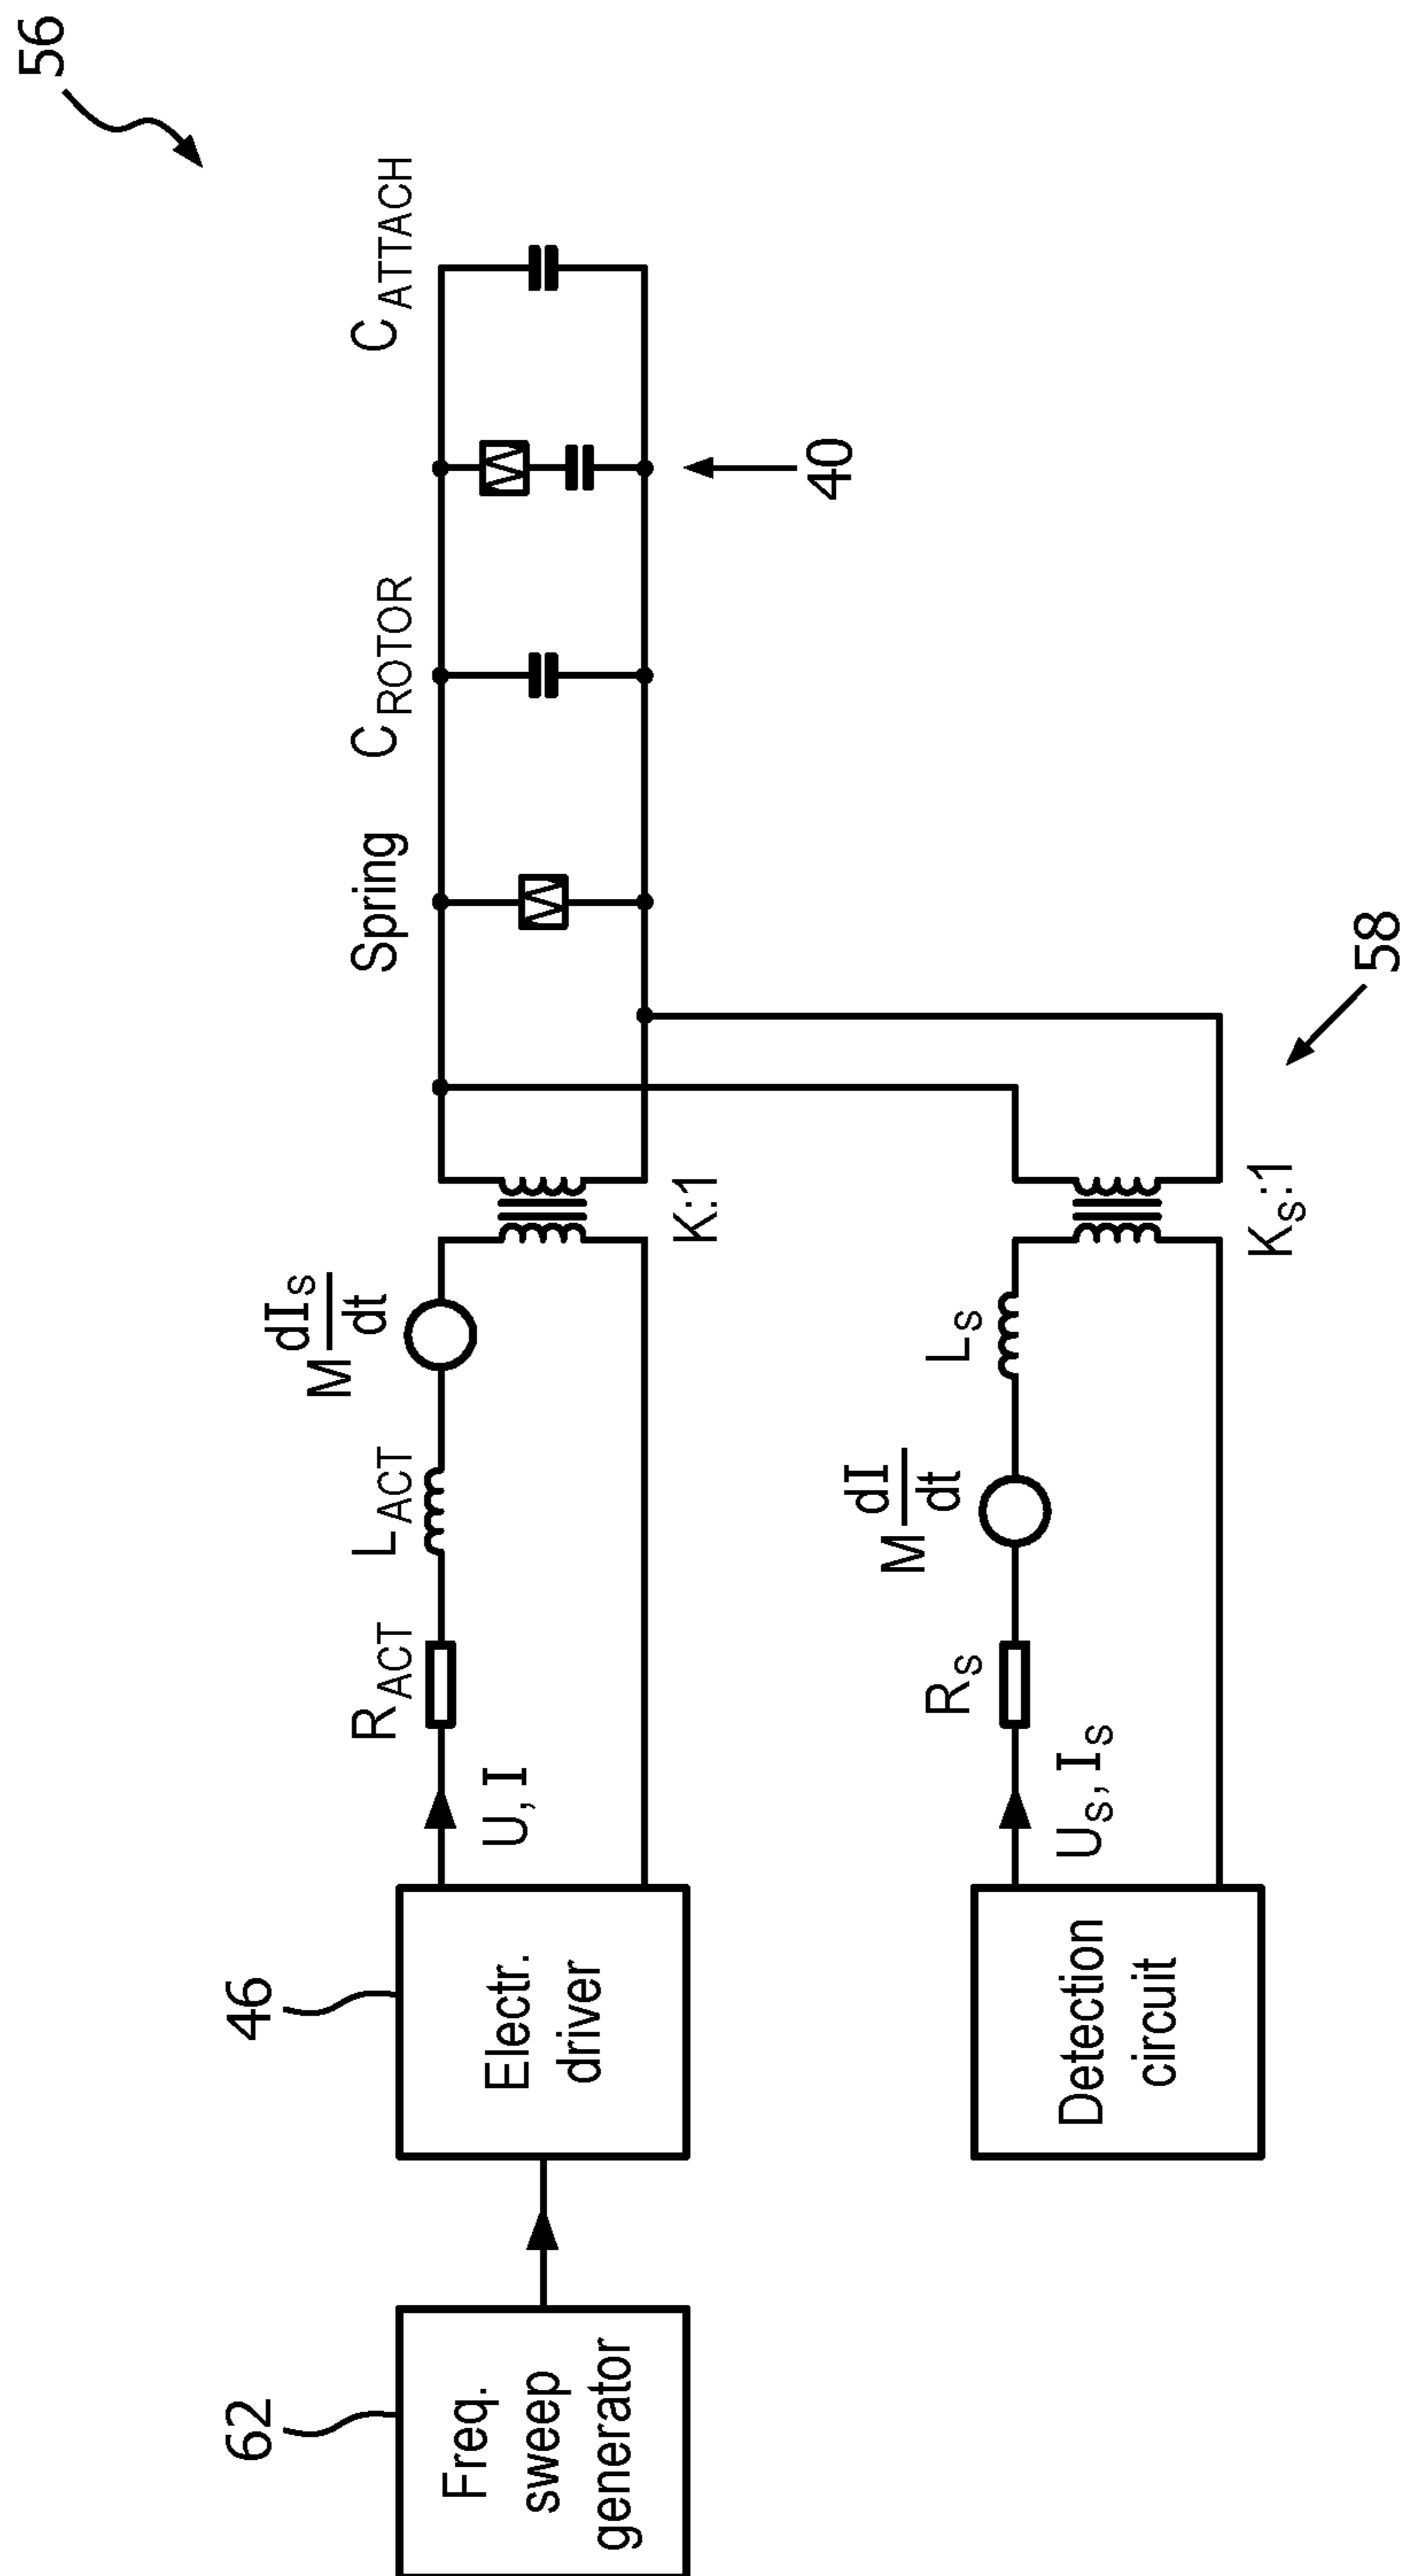 56
62
Freq.
sweep
generator
46
Electr.
driver
U, I
R_ACT
L_ACT
M dI_s/dt
K:1
Spring
C_ROTOR
40
C_ATTACH
Detection
circuit
U_s, I_s
R_s
M dI/dt
L_s
K_s:1
58